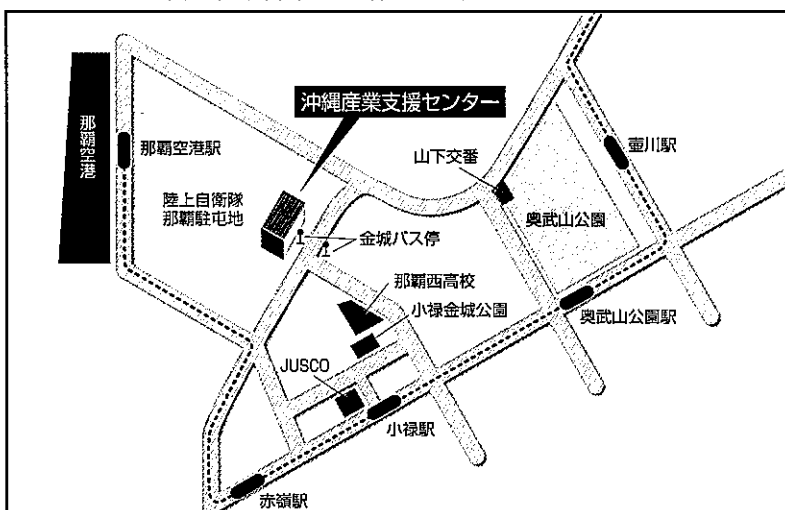 沖縄産業支援センター
那覇空港
那覇空港駅
山下交番
壷川駅
陸上自衛隊
那覇駐屯地
奥武山公園
金城バス停
那覇西高校
小禄金城公園
奥武山公園駅
JUSCO
小禄駅
赤嶺駅